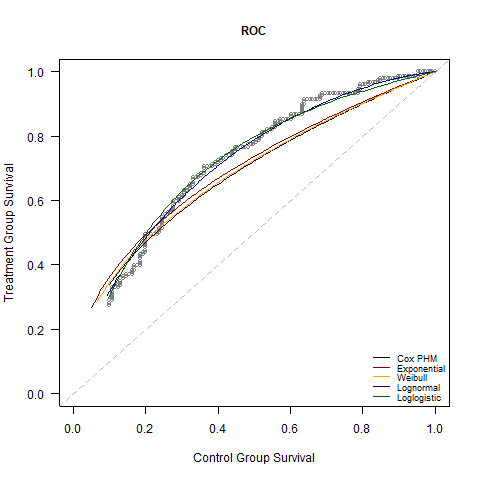 ROC
Treatment Group Survival
1.0
0.8
0.6
0.4
0.2
0.0
Cox PHM
Exponential
Weibull
Lognormal
Loglogistic
0.0 0.2 0.4 0.6 0.8 1.0
Control Group Survival